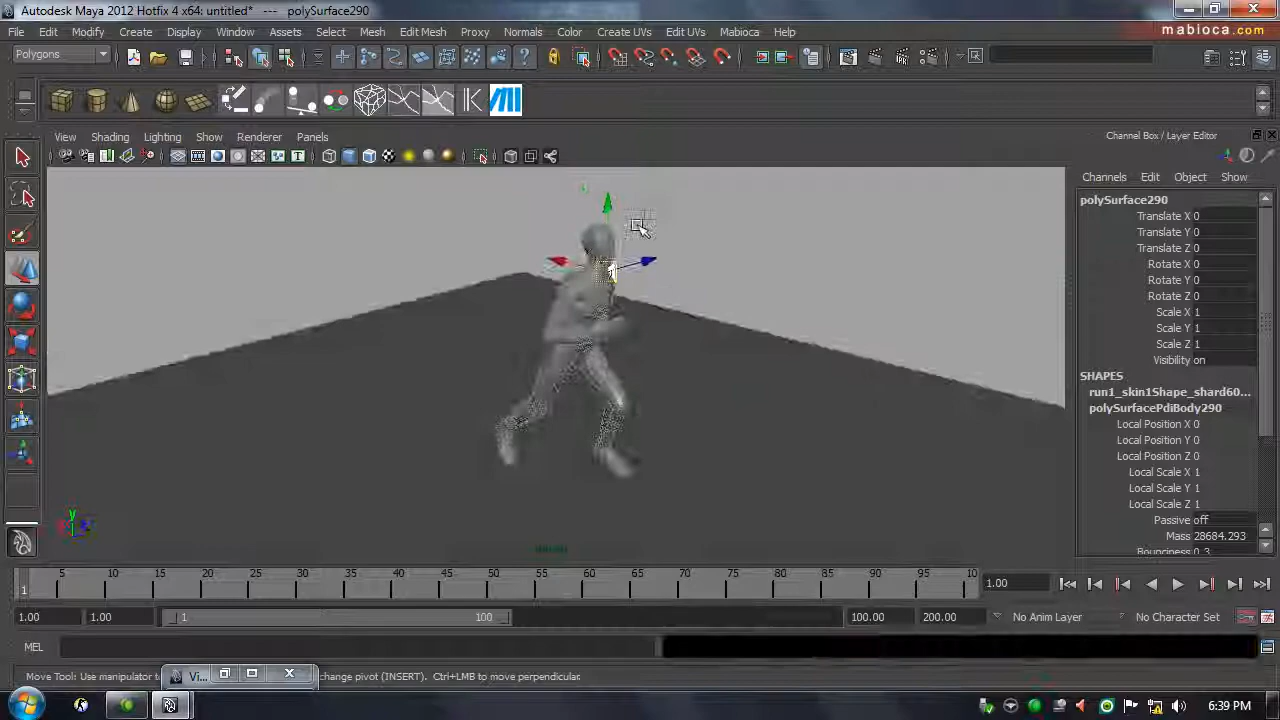 Autodesk Maya 2012 Hotfix 4 x64: untitled* --- polySurface290
File Edit Modify Create Display Window Assets Select Mesh Edit Mesh Proxy Normals Color Create UVs Edit UVs Mabioca Help
mabioca.com
Polygons
View Shading Lighting Show Renderer Panels
Channel Box / Layer Editor
Channels Edit Object Show
polySurface290
Translate X 0
Translate Y 0
Translate Z 0
Rotate X 0
Rotate Y 0
Rotate Z 0
Scale X 1
Scale Y 1
Scale Z 1
Visibility on
SHAPES
run1_skin1Shape_shard60...
polySurfacePdiBody290
Local Position X 0
Local Position Y 0
Local Position Z 0
Local Scale X 1
Local Scale Y 1
Local Scale Z 1
Passive off
Mass 28684.293
Bounciness 0.3
y
1 5 10 15 20 25 30 35 40 45 50 55 60 65 70 75 80 85 90 95 10 1.00
1.00 1.00 1 100 100.00 200.00 No Anim Layer No Character Set
MEL
Move Tool: Use manipulator t Vi... change pivot (INSERT). Ctrl+LMB to move perpendicular.
6:39 PM